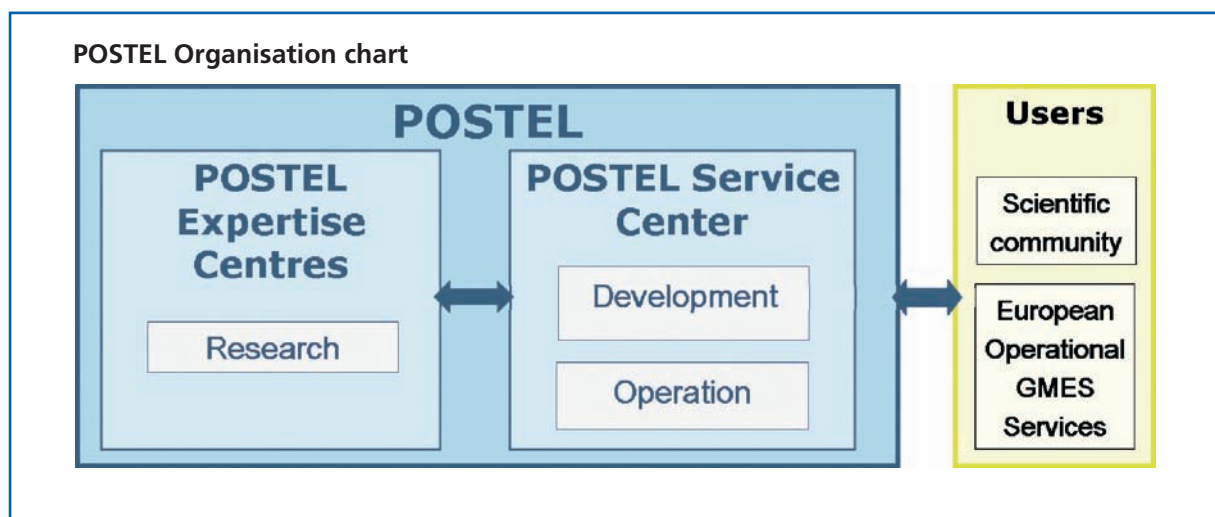 POSTEL Organisation chart
POSTEL
POSTEL
Expertise
Centres
Research
POSTEL Service
Center
Development
Operation
Users
Scientific
community
European
Operational
GMES
Services